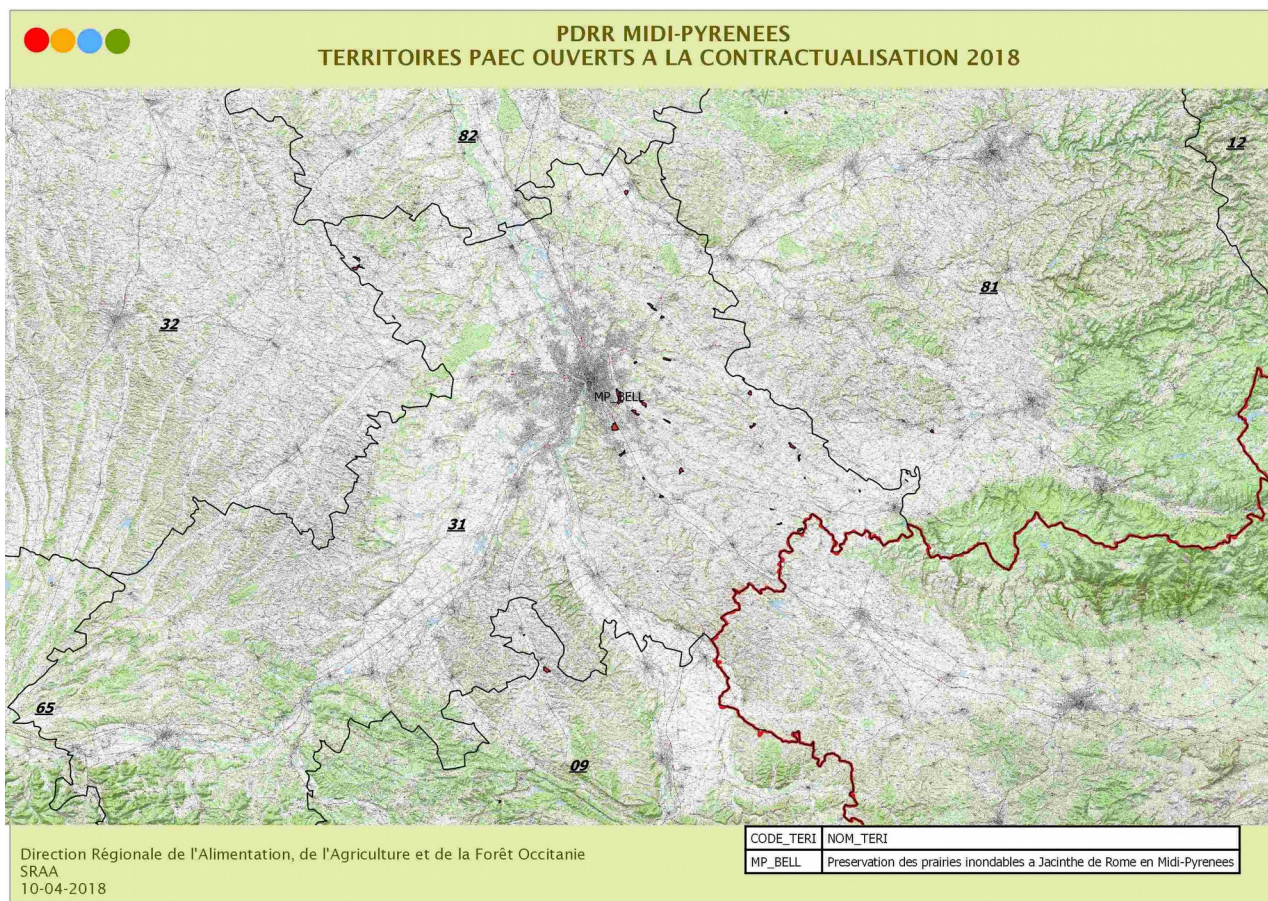 PDRR MIDI-PYRENEES
TERRITOIRES PAEC OUVERTS A LA CONTRACTUALISATION 2018
82
12
81
32
MP_BELL
31
65
09
CODE_TERI NOM_TERI
MP_BELL Preservation des prairies inondables a Jacinthe de Rome en Midi-Pyrenees
Direction Régionale de l'Alimentation, de l'Agriculture et de la Forêt Occitanie
SRAA
10-04-2018